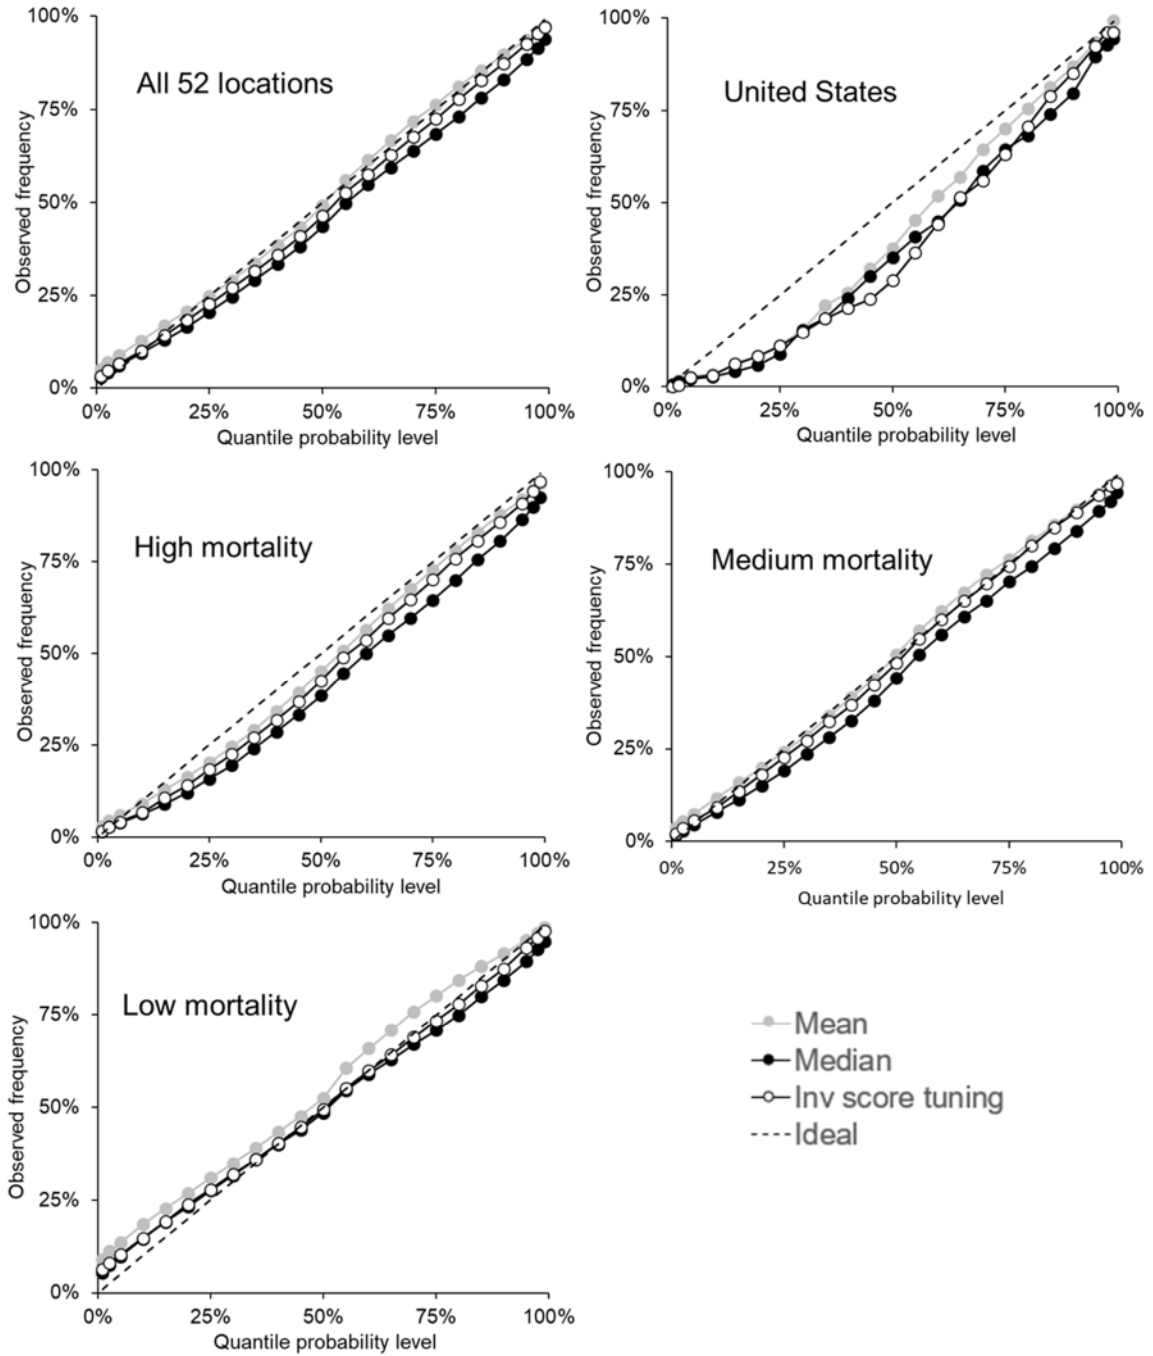 All 52 locations
Observed frequency
100%
75%
50%
25%
0%
0% 25% 50% 75% 100%
Quantile probability level
United States
Observed frequency
100%
75%
50%
25%
0%
0% 25% 50% 75% 100%
Quantile probability level
High mortality
Observed frequency
100%
75%
50%
25%
0%
0% 25% 50% 75% 100%
Quantile probability level
Medium mortality
Observed frequency
100%
75%
50%
25%
0%
0% 25% 50% 75% 100%
Quantile probability level
Low mortality
Observed frequency
100%
75%
50%
25%
0%
0% 25% 50% 75% 100%
Quantile probability level
Mean
Median
Inv score tuning
Ideal